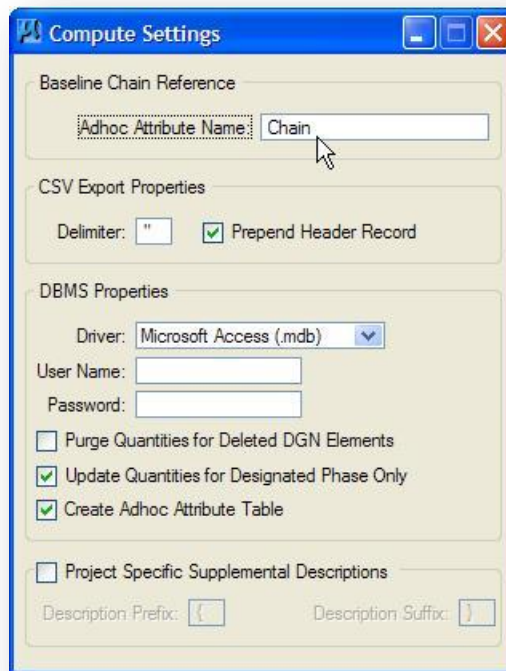 Compute Settings
Baseline Chain Reference
Adhoc Attribute Name: Chain
CSV Export Properties
Delimiter: " Prepend Header Record
DBMS Properties
Driver: Microsoft Access (.mdb)
User Name:
Password:
Purge Quantities for Deleted DGN Elements
Update Quantities for Designated Phase Only
Create Adhoc Attribute Table
Project Specific Supplemental Descriptions
Description Prefix: { Description Suffix: }